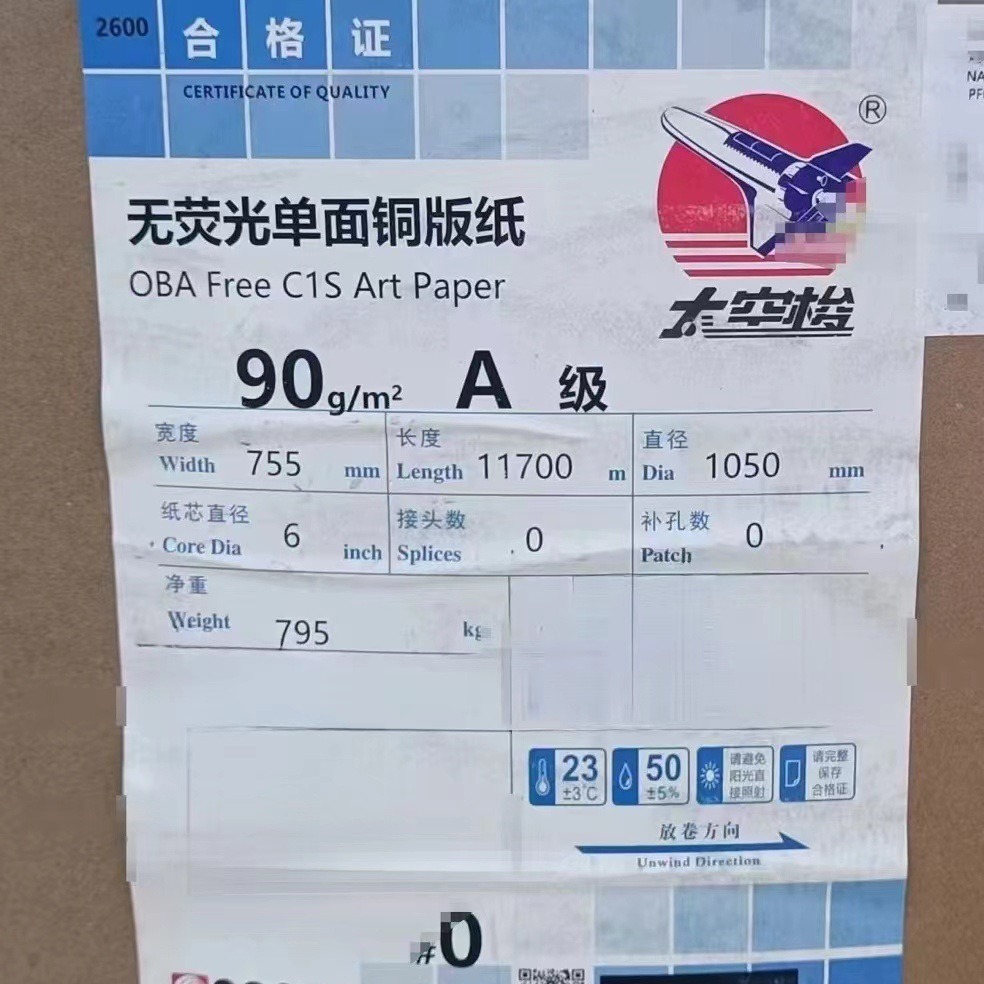 2600
合格证
CERTIFICATE OF QUALITY
®
无荧光单面铜版纸
OBA Free C1S Art Paper
太空梭
90g/m² A 级
宽度
Width 755 mm
长度
Length 11700 m
直径
Dia 1050 mm
纸芯直径
Core Dia 6 inch
接头数
Splices 0
补孔数
Patch 0
净重
Weight 795 kg
23
±3℃
50
±5%
请避免
阳光直
接照射
请完整
保存
合格证
放卷方向
Unwind Direction
#0
NA